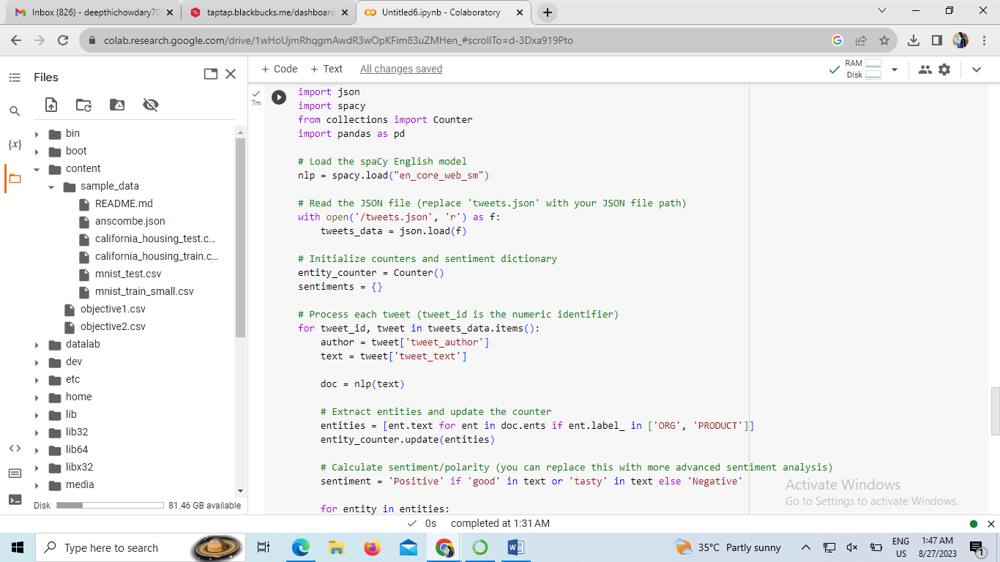 Inbox (826) - deepthichowdary70
taptap.blackbucks.me/dashboard
Untitled6.ipynb - Colaboratory
colab.research.google.com/drive/1wHoUjmRhqgmAwdR3wOpKFim83uZMHen_#scrollTo=d-3Dxa919Pto
Files
+ Code + Text All changes saved
RAM
Disk
bin
boot
content
sample_data
README.md
anscombe.json
california_housing_test.c...
california_housing_train.c...
mnist_test.csv
mnist_train_small.csv
objective1.csv
objective2.csv
datalab
dev
etc
home
lib
lib32
lib64
libx32
media
Disk 81.46 GB available
{x}
7m
import json
import spacy
from collections import Counter
import pandas as pd
# Load the spaCy English model
nlp = spacy.load("en_core_web_sm")
# Read the JSON file (replace 'tweets.json' with your JSON file path)
with open('/tweets.json', 'r') as f:
    tweets_data = json.load(f)
# Initialize counters and sentiment dictionary
entity_counter = Counter()
sentiments = {}
# Process each tweet (tweet_id is the numeric identifier)
for tweet_id, tweet in tweets_data.items():
    author = tweet['tweet_author']
    text = tweet['tweet_text']
    doc = nlp(text)
    # Extract entities and update the counter
    entities = [ent.text for ent in doc.ents if ent.label_ in ['ORG', 'PRODUCT']]
    entity_counter.update(entities)
    # Calculate sentiment/polarity (you can replace this with more advanced sentiment analysis)
    sentiment = 'Positive' if 'good' in text or 'tasty' in text else 'Negative'
    for entity in entities:
Activate Windows
Go to Settings to activate Windows.
0s completed at 1:31 AM
Type here to search
35°C Partly sunny
ENG
US
1:47 AM
8/27/2023
1